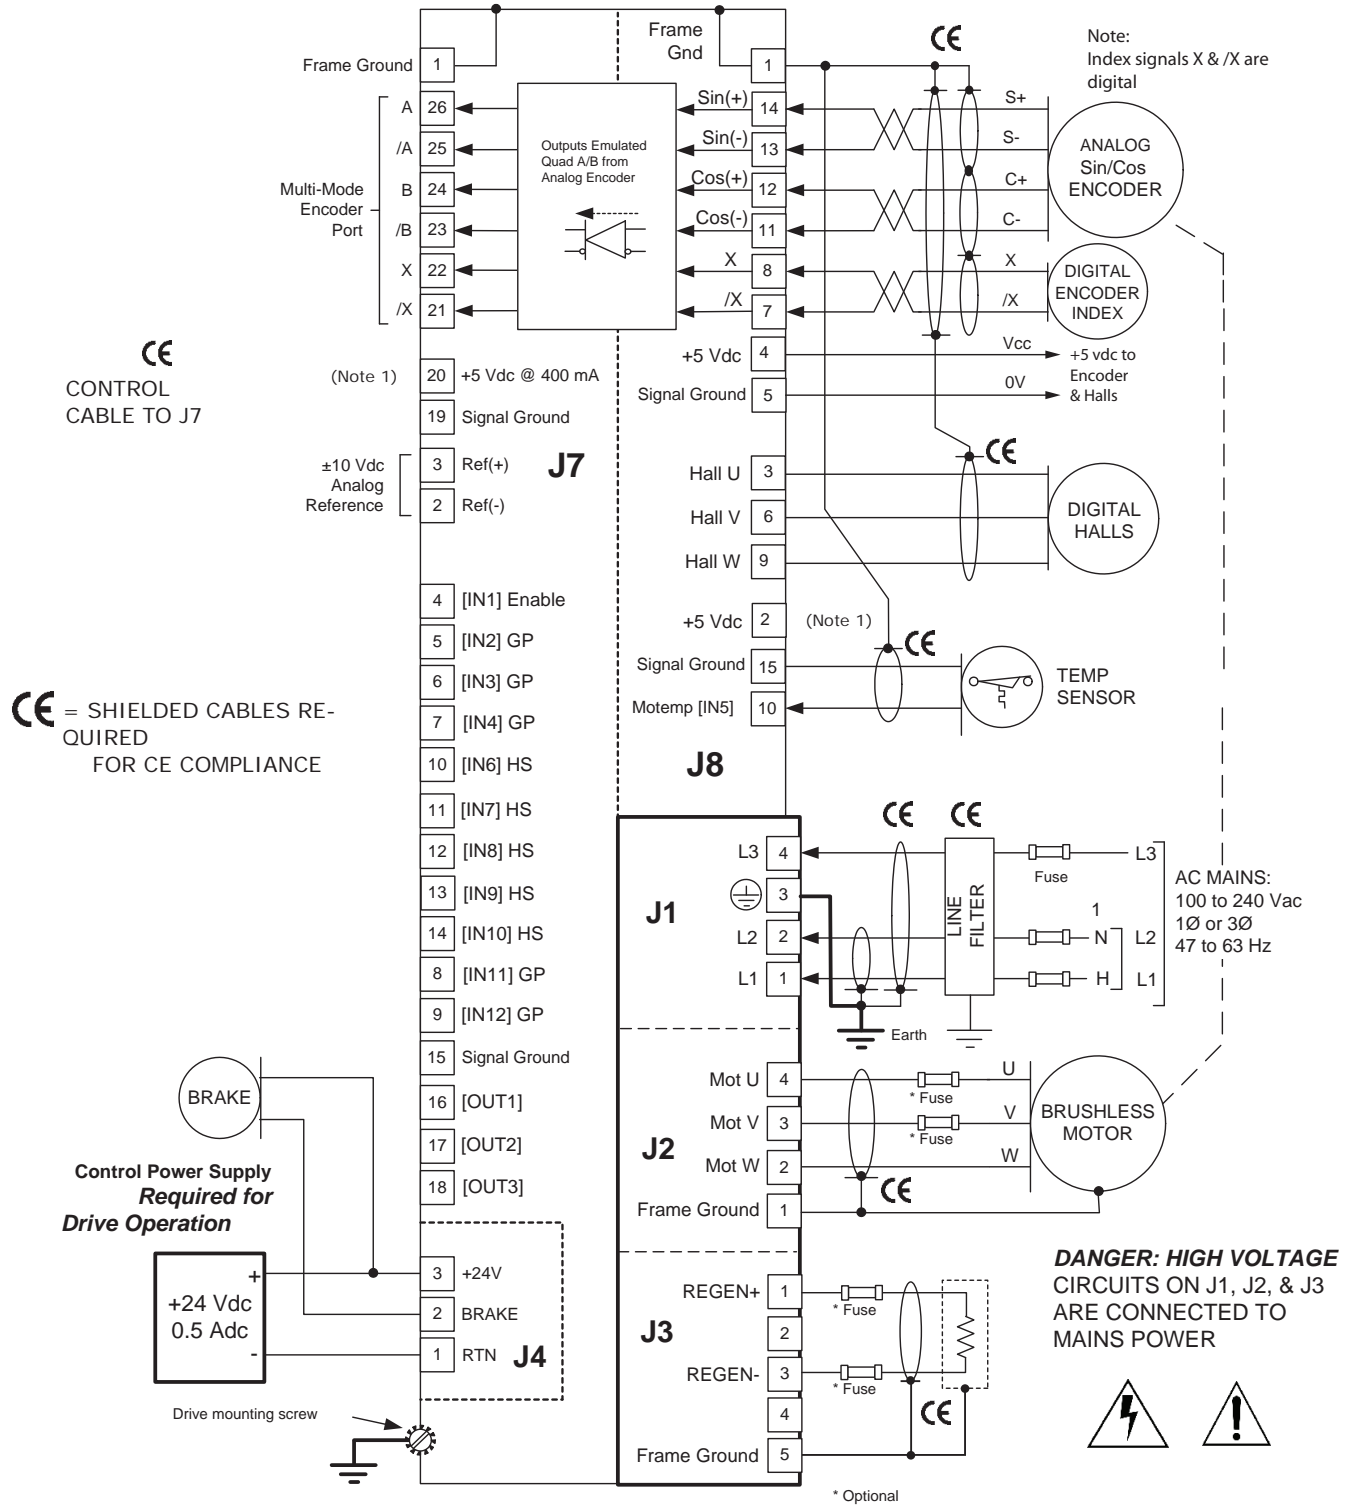 Frame Gnd
CE
Note:
Index signals X & /X are
digital
Frame Ground 1
1
A 26
Sin(+) 14 S+
/A 25
Sin(-) 13 S-
B 24
Cos(+) 12 C+
/B 23
Cos(-) 11 C-
X 22
X 8 X
/X 21
/X 7 /X
Multi-Mode
Encoder
Port
Outputs Emulated
Quad A/B from
Analog Encoder
ANALOG
Sin/Cos
ENCODER
DIGITAL
ENCODER
INDEX
+5 Vdc 4 Vcc
Signal Ground 5 0V
+5 vdc to
Encoder
& Halls
CE
CONTROL
CABLE TO J7
(Note 1) 20 +5 Vdc @ 400 mA
19 Signal Ground
±10 Vdc
Analog
Reference
3 Ref(+)
2 Ref(-)
J7
CE
Hall U 3
Hall V 6
Hall W 9
DIGITAL
HALLS
4 [IN1] Enable
5 [IN2] GP
6 [IN3] GP
7 [IN4] GP
10 [IN6] HS
11 [IN7] HS
12 [IN8] HS
13 [IN9] HS
14 [IN10] HS
8 [IN11] GP
9 [IN12] GP
15 Signal Ground
16 [OUT1]
17 [OUT2]
18 [OUT3]
+5 Vdc 2 (Note 1)
Signal Ground 15
Motemp [IN5] 10
CE
TEMP
SENSOR
J8
CE = SHIELDED CABLES RE-
QUIRED
FOR CE COMPLIANCE
CE CE
J1
L3 4
3
L2 2
L1 1
LINE
FILTER
Fuse
L3
1
N L2
H L1
AC MAINS:
100 to 240 Vac
1Ø or 3Ø
47 to 63 Hz
Earth
J2
Mot U 4 U
* Fuse
Mot V 3 V
* Fuse
Mot W 2 W
Frame Ground 1
CE
BRUSHLESS
MOTOR
BRAKE
Control Power Supply
Required for
Drive Operation
+
+24 Vdc
0.5 Adc
-
3 +24V
2 BRAKE
1 RTN
J4
Drive mounting screw
J3
REGEN+ 1
* Fuse
2
REGEN- 3
* Fuse
4
CE
Frame Ground 5
* Optional
DANGER: HIGH VOLTAGE
CIRCUITS ON J1, J2, & J3
ARE CONNECTED TO
MAINS POWER